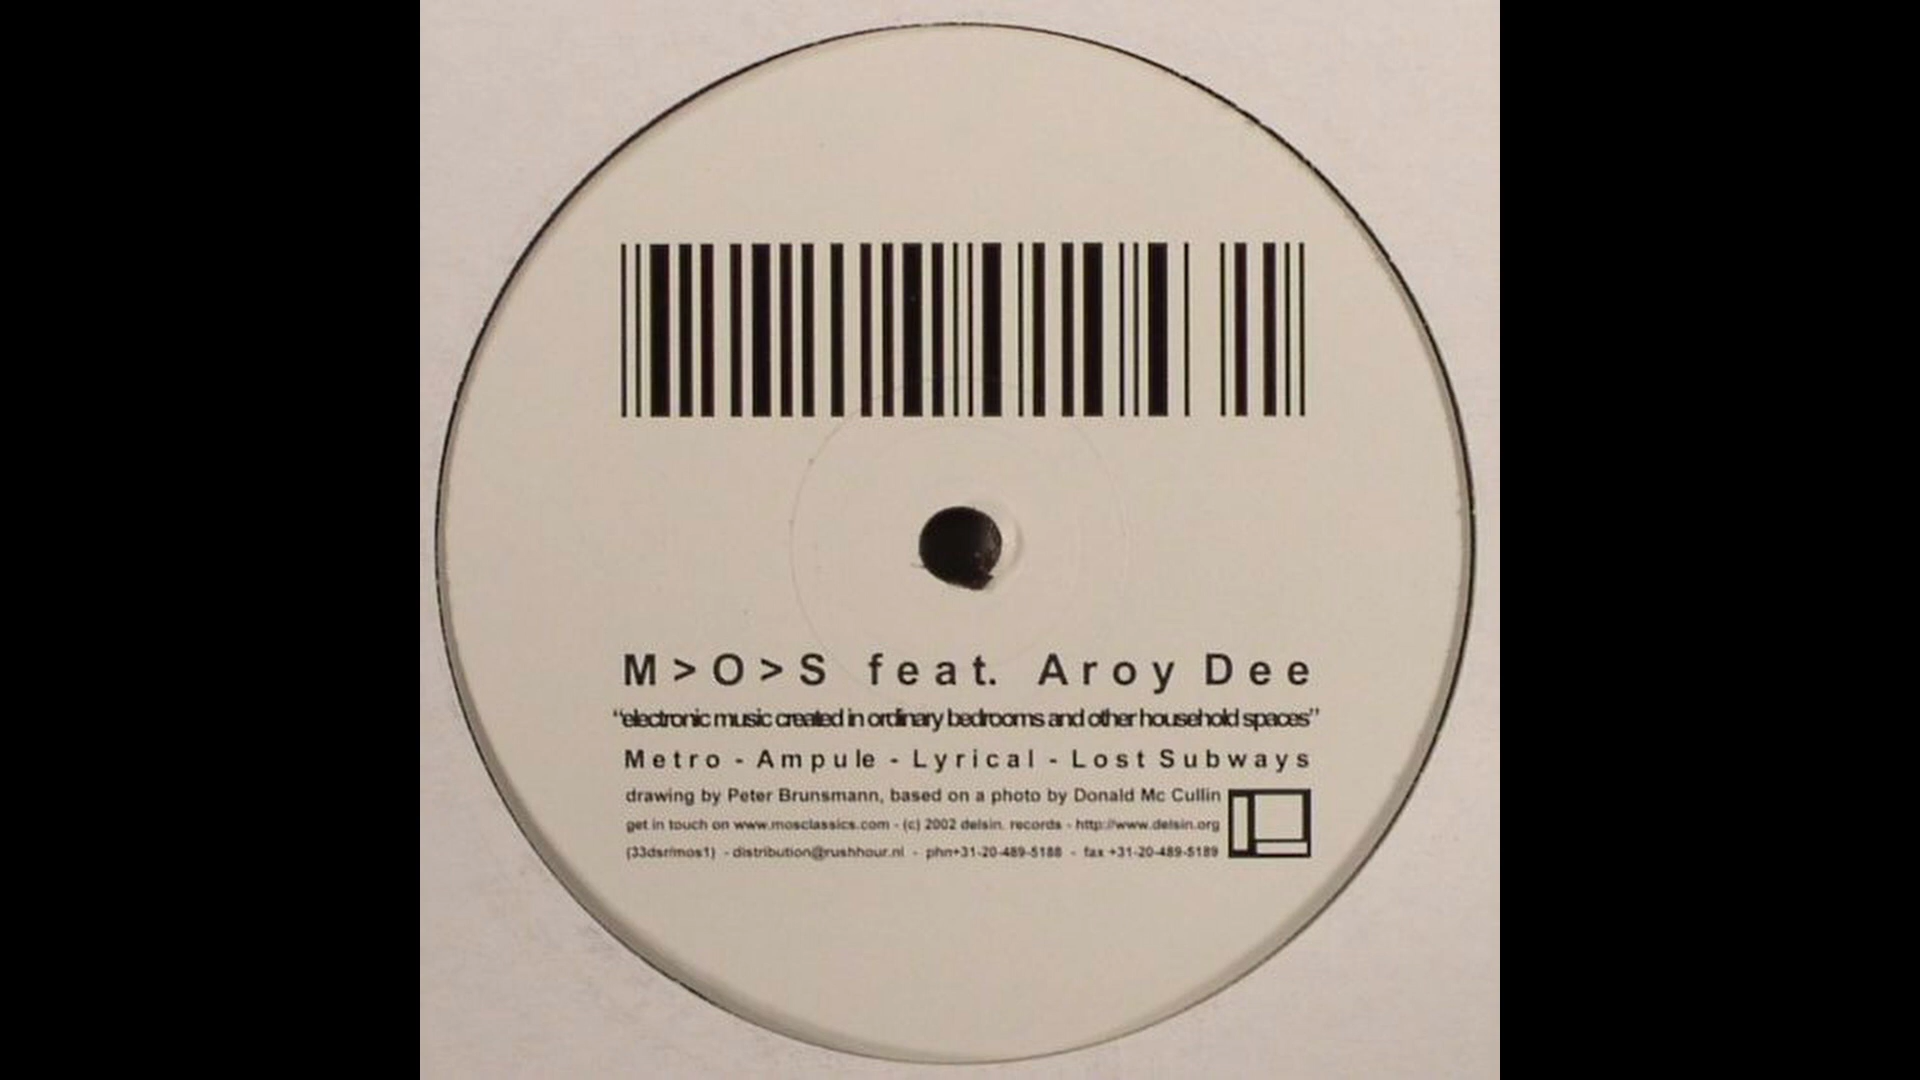 M>O>S feat. Aroy Dee
“electronic music created in ordinary bedrooms and other household spaces”
Metro - Ampule - Lyrical - Lost Subways
drawing by Peter Brunsmann, based on a photo by Donald Mc Cullin
get in touch on www.mosclassics.com - (c) 2002 delsin. records - http://www.delsin.org
(33dsr/mos1) - distribution@rushhour.nl - phn+31-20-489-5188 - fax +31-20-489-5189